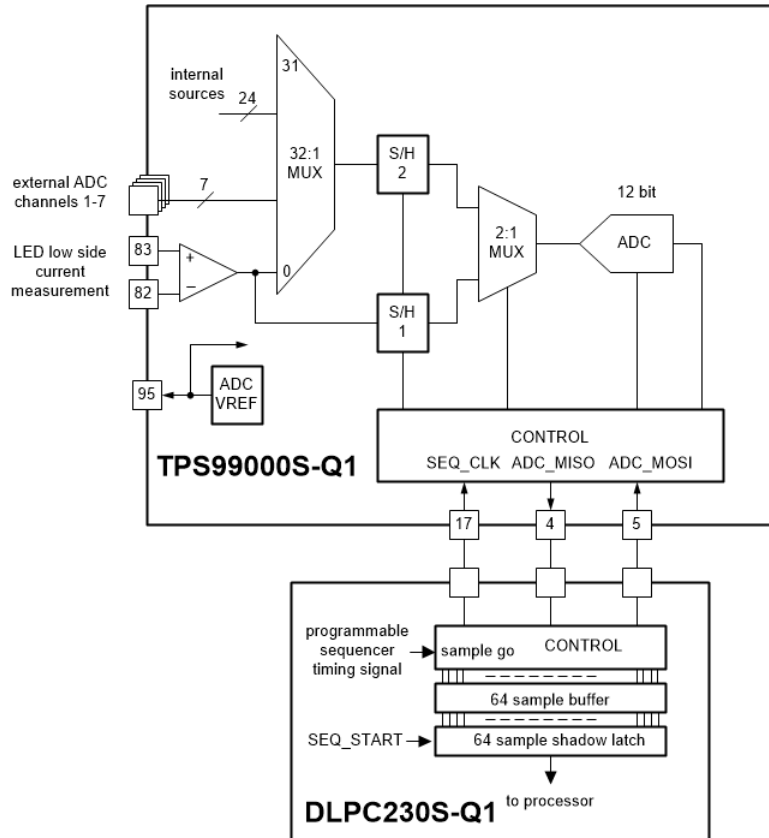 31
internal
sources
24
32:1
MUX
S/H
2
external ADC
channels 1-7
7
12 bit
2:1
MUX
ADC
LED low side
current
measurement
83
+
82
−
0
S/H
1
95
ADC
VREF
CONTROL
SEQ_CLK ADC_MISO ADC_MOSI
TPS99000S-Q1
17
4
5
programmable
sequencer
timing signal
sample go
CONTROL
64 sample buffer
SEQ_START
64 sample shadow latch
to processor
DLPC230S-Q1